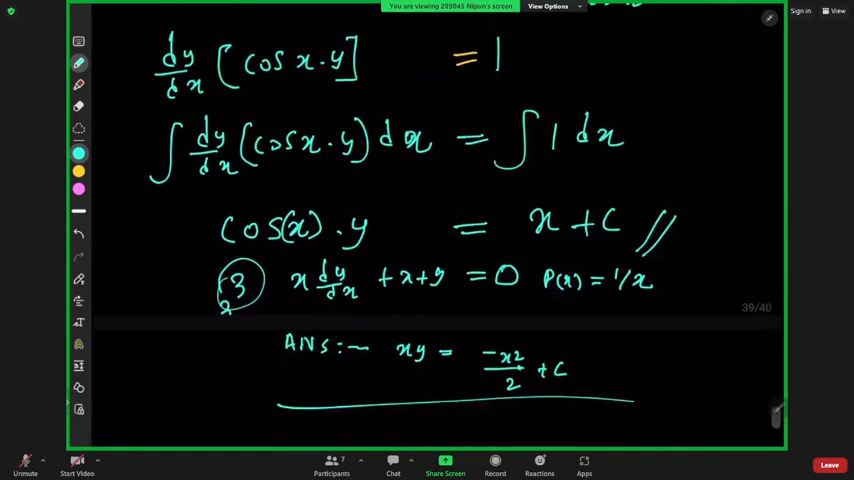 You are viewing 209045 Nipun's screen View Options
Sign in View
dy/dx [cos x · y] = 1
∫ dy/dx (cos x · y) dx = ∫ 1 dx
cos(x) · y = x + c //
3 x dy/dx + x + y = 0 P(x) = 1/x
39/40
ANS :- xy = -x2/2 + c
Unmute Start Video Participants 7 Chat Share Screen Record Reactions Apps Leave